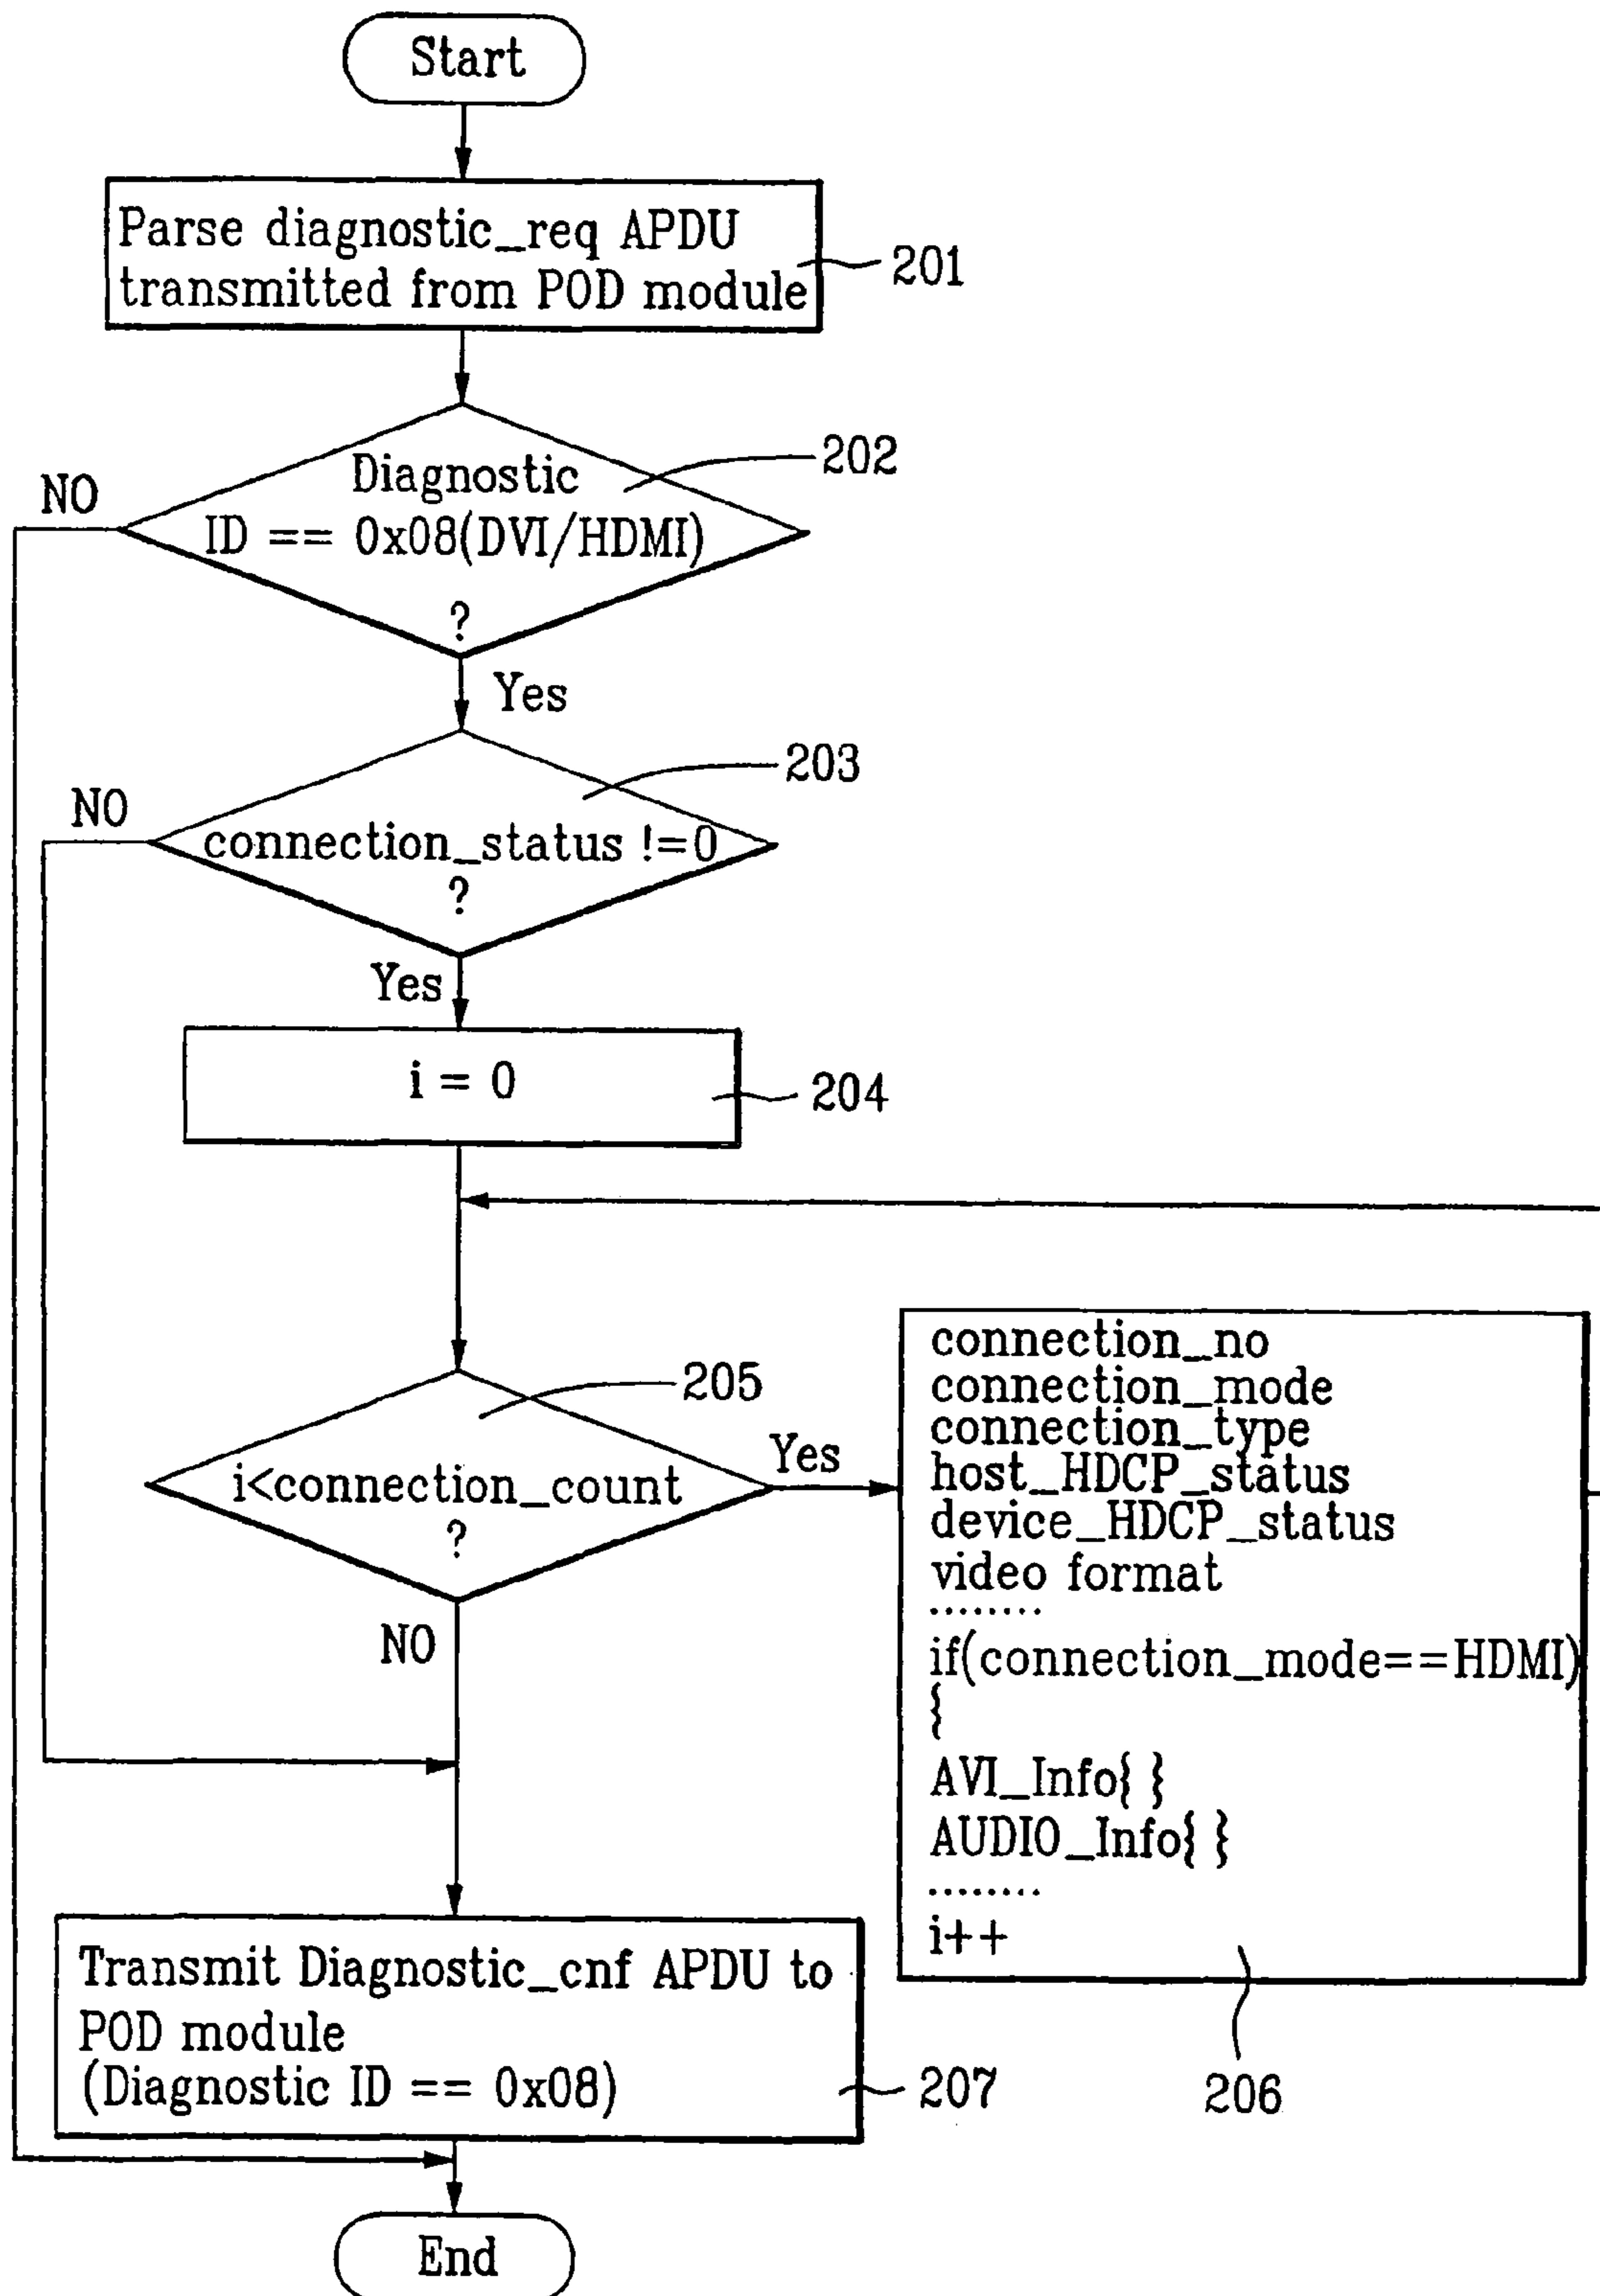 Start
Parse diagnostic_req APDU
transmitted from POD module
201
Diagnostic
ID == 0x08(DVI/HDMI)
?
202
NO
Yes
connection_status !=0
?
203
NO
Yes
i = 0
204
i<connection_count
?
205
Yes
NO
connection_no
connection_mode
connection_type
host_HDCP_status
device_HDCP_status
video format
........
if(connection_mode==HDMI)
{
AVI_Info{ }
AUDIO_Info{ }
........
i++
206
Transmit Diagnostic_cnf APDU to
POD module
(Diagnostic ID == 0x08)
207
End